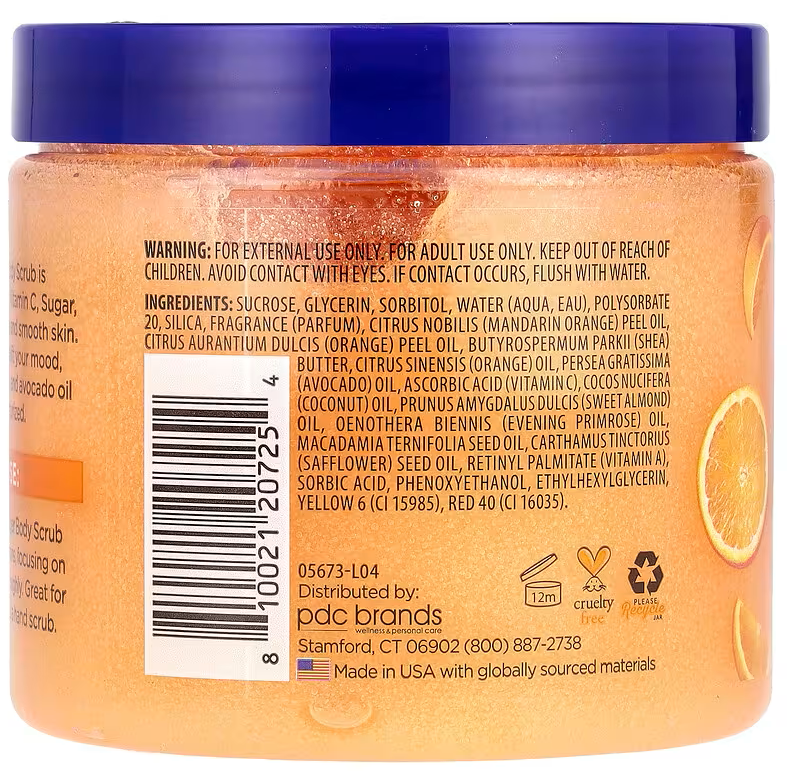 WARNING: FOR EXTERNAL USE ONLY. FOR ADULT USE ONLY. KEEP OUT OF REACH OF
CHILDREN. AVOID CONTACT WITH EYES. IF CONTACT OCCURS, FLUSH WITH WATER.
INGREDIENTS: SUCROSE, GLYCERIN, SORBITOL, WATER (AQUA, EAU), POLYSORBATE
20, SILICA, FRAGRANCE (PARFUM), CITRUS NOBILIS (MANDARIN ORANGE) PEEL OIL,
CITRUS AURANTIUM DULCIS (ORANGE) PEEL OIL, BUTYROSPERMUM PARKII (SHEA)
BUTTER, CITRUS SINENSIS (ORANGE) OIL, PERSEA GRATISSIMA
(AVOCADO) OIL, ASCORBIC ACID (VITAMIN C), COCOS NUCIFERA
(COCONUT) OIL, PRUNUS AMYGDALUS DULCIS (SWEET ALMOND)
OIL, OENOTHERA BIENNIS (EVENING PRIMROSE) OIL,
MACADAMIA TERNIFOLIA SEED OIL, CARTHAMUS TINCTORIUS
(SAFFLOWER) SEED OIL, RETINYL PALMITATE (VITAMIN A),
SORBIC ACID, PHENOXYETHANOL, ETHYLHEXYLGLYCERIN,
YELLOW 6 (CI 15985), RED 40 (CI 16035).
8 10021 20725 4
05673-L04
Distributed by:
pdc brands
wellness & personal care
Stamford, CT 06902 (800) 887-2738
Made in USA with globally sourced materials
12m
cruelty
free
PLEASE
Recycle
JAR
Scrub is
C, Sugar,
smooth skin.
your mood,
avocado oil
Body Scrub
focusing on
Great for
hand scrub.